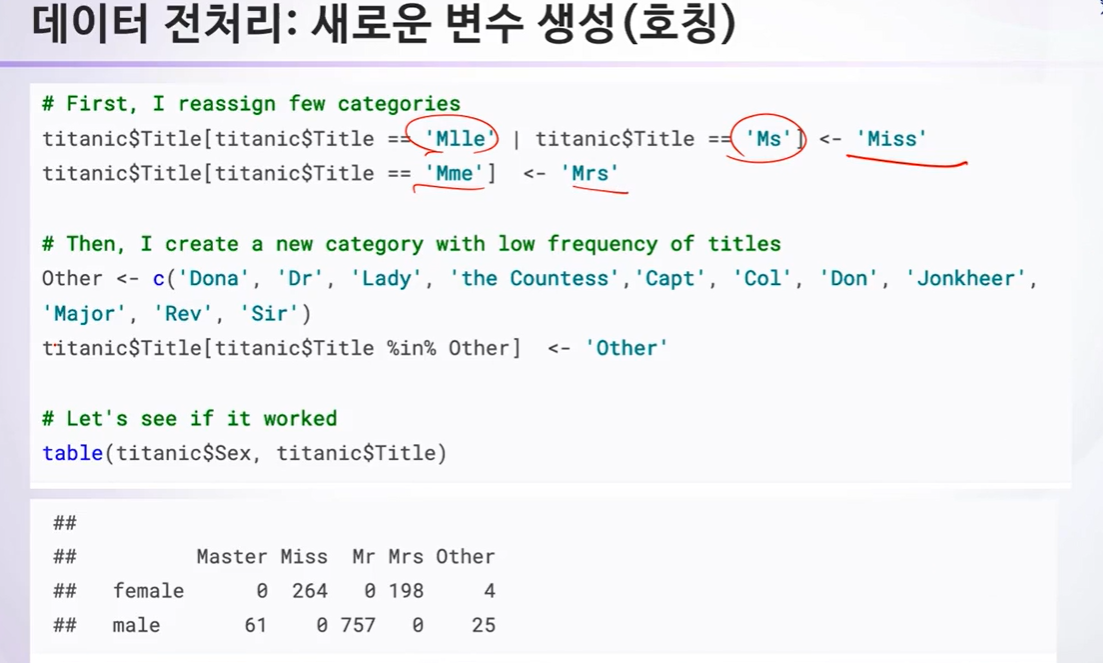 데이터 전처리: 새로운 변수 생성(호칭)
# First, I reassign few categories
titanic$Title[titanic$Title == 'Mlle' | titanic$Title == 'Ms'] <- 'Miss'
titanic$Title[titanic$Title == 'Mme']  <- 'Mrs'
# Then, I create a new category with low frequency of titles
Other <- c('Dona', 'Dr', 'Lady', 'the Countess','Capt', 'Col', 'Don', 'Jonkheer',
'Major', 'Rev', 'Sir')
titanic$Title[titanic$Title %in% Other]  <- 'Other'
# Let's see if it worked
table(titanic$Sex, titanic$Title)
##
##          Master Miss  Mr Mrs Other
##   female      0  264   0 198     4
##   male       61    0 757   0    25